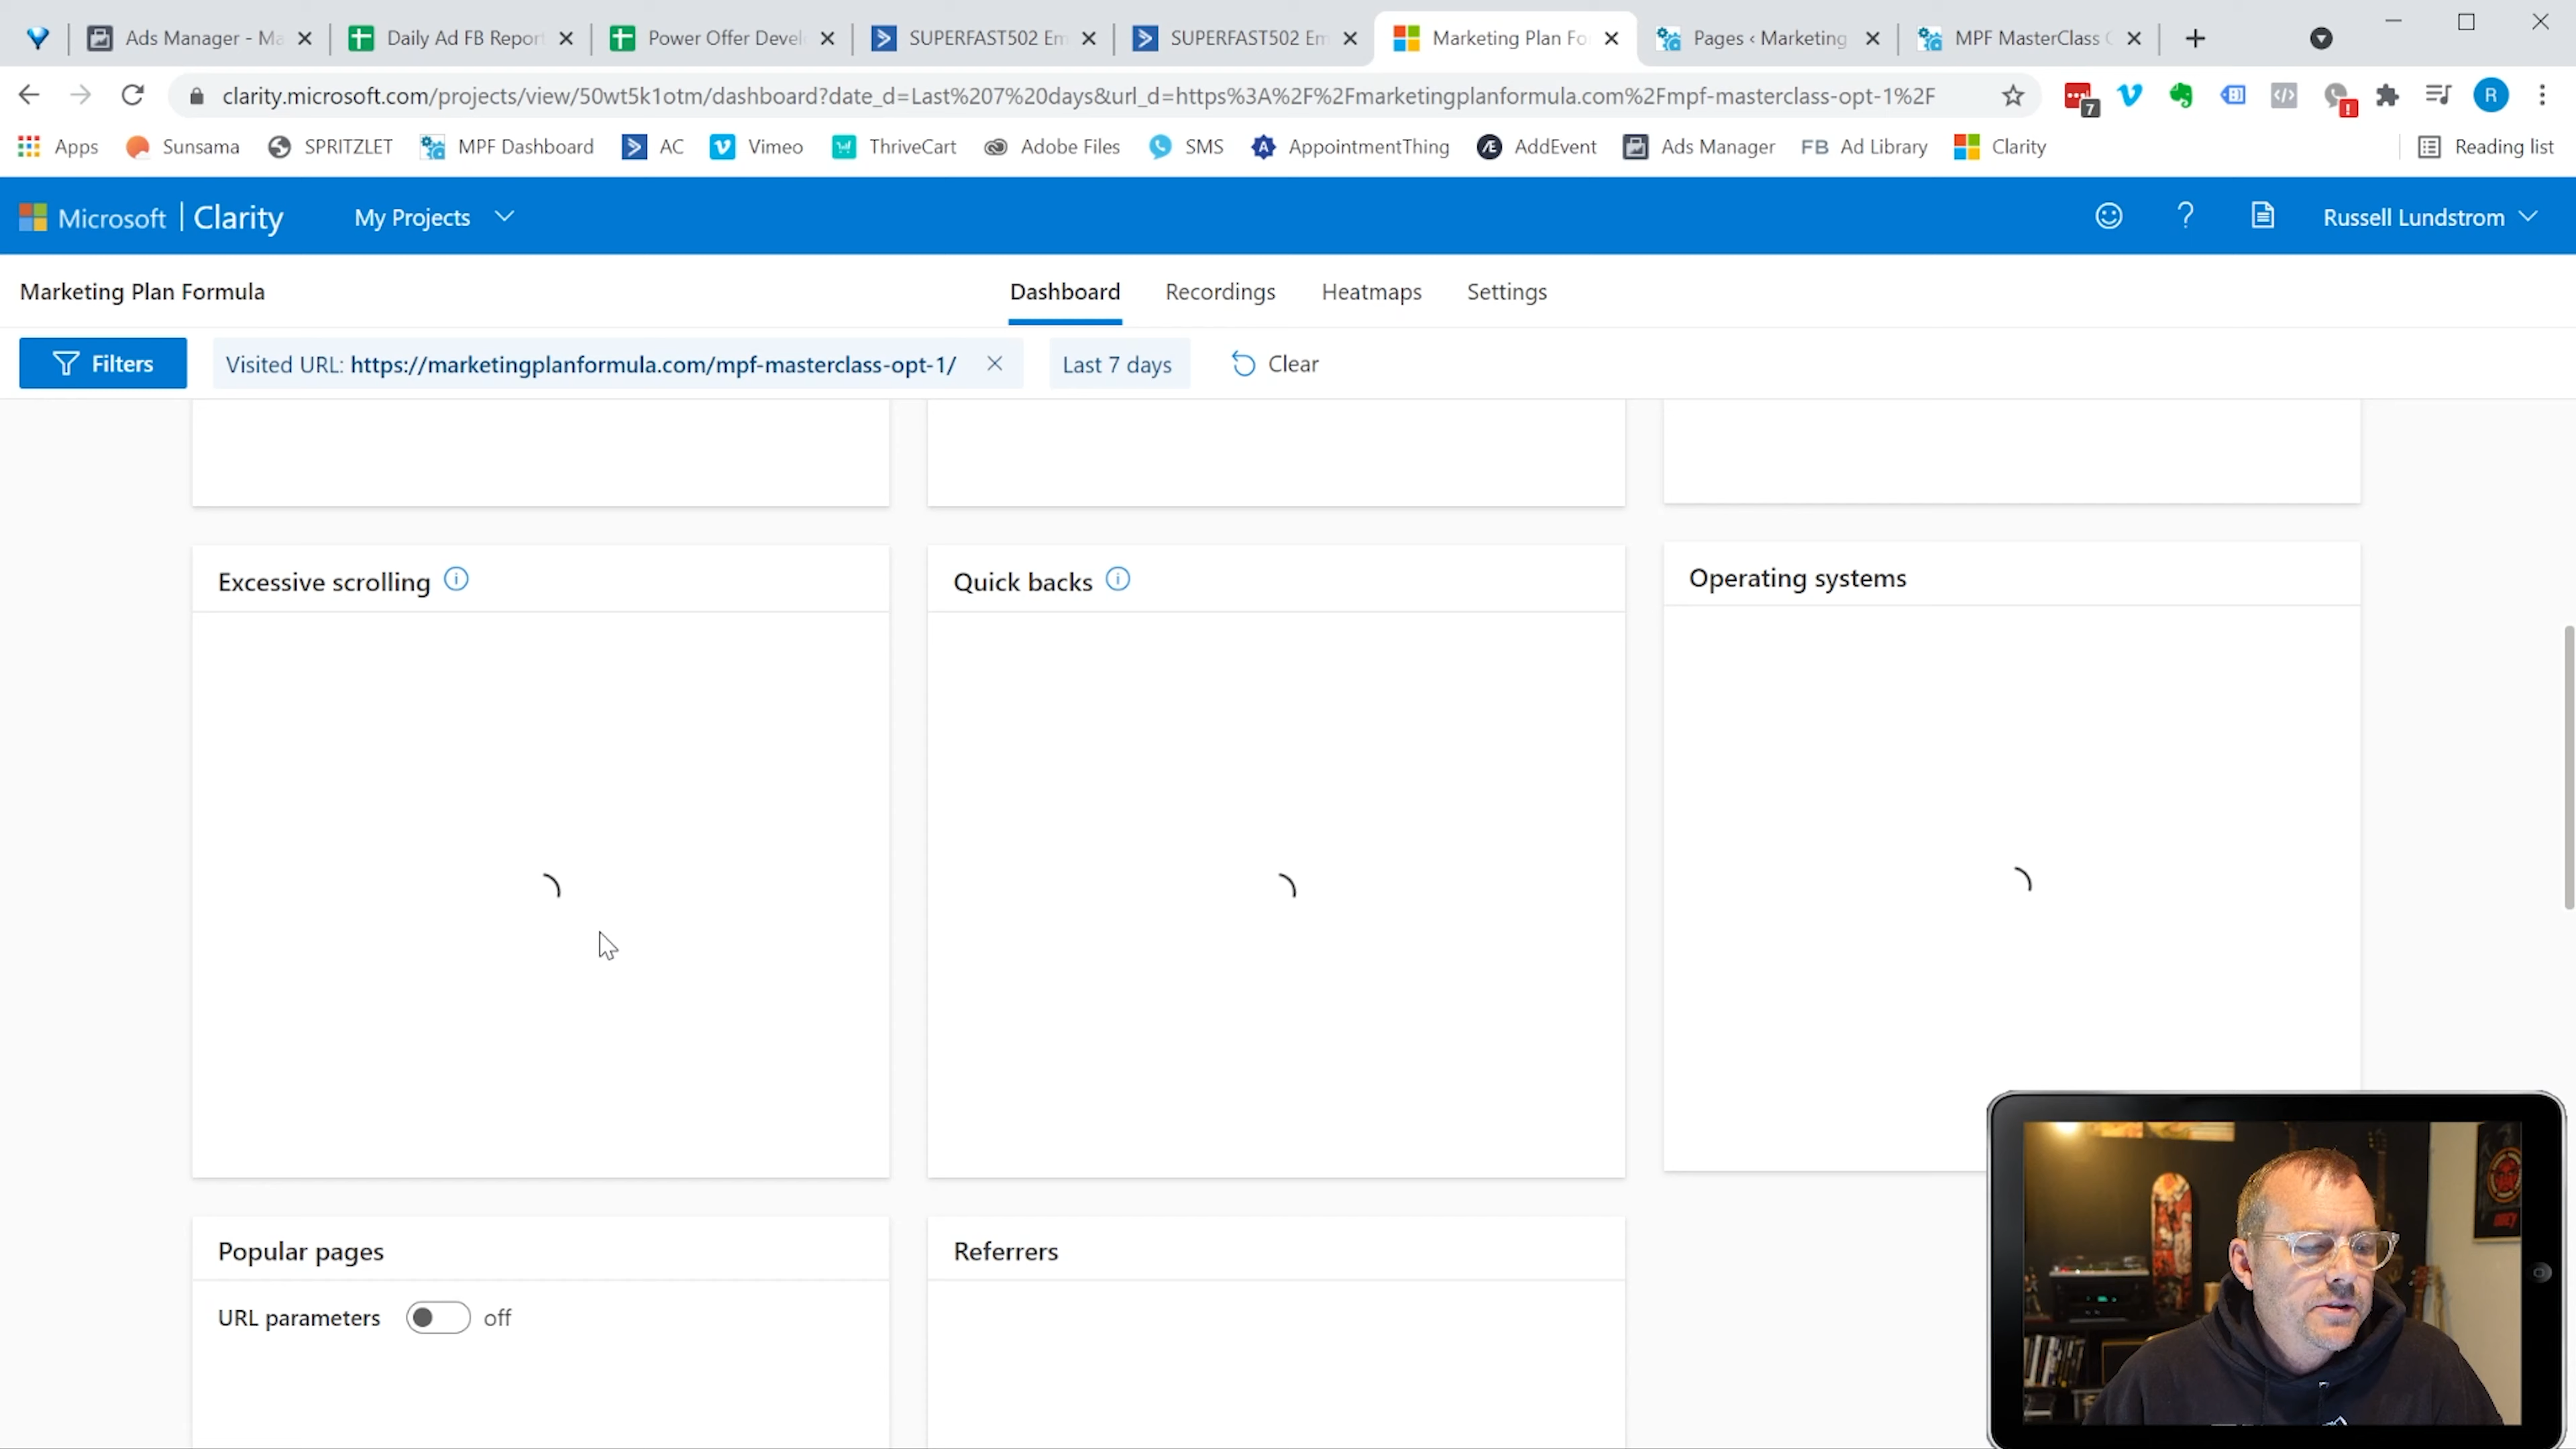 Ads Manager - Ma
Daily Ad FB Report
Power Offer Devel
SUPERFAST502 Em
SUPERFAST502 Em
Marketing Plan Fo
Pages ‹ Marketing
MPF MasterClass
clarity.microsoft.com/projects/view/50wt5k1otm/dashboard?date_d=Last%207%20days&url_d=https%3A%2F%2Fmarketingplanformula.com%2Fmpf-masterclass-opt-1%2F
7
R
Apps
Sunsama
SPRITZLET
MPF Dashboard
AC
Vimeo
ThriveCart
Adobe Files
SMS
AppointmentThing
AddEvent
Ads Manager
FB Ad Library
Clarity
Reading list
Microsoft | Clarity
My Projects
Russell Lundstrom
Marketing Plan Formula
Dashboard
Recordings
Heatmaps
Settings
Filters
Visited URL: https://marketingplanformula.com/mpf-masterclass-opt-1/
Last 7 days
Clear
Excessive scrolling
Quick backs
Operating systems
Popular pages
Referrers
URL parameters
off